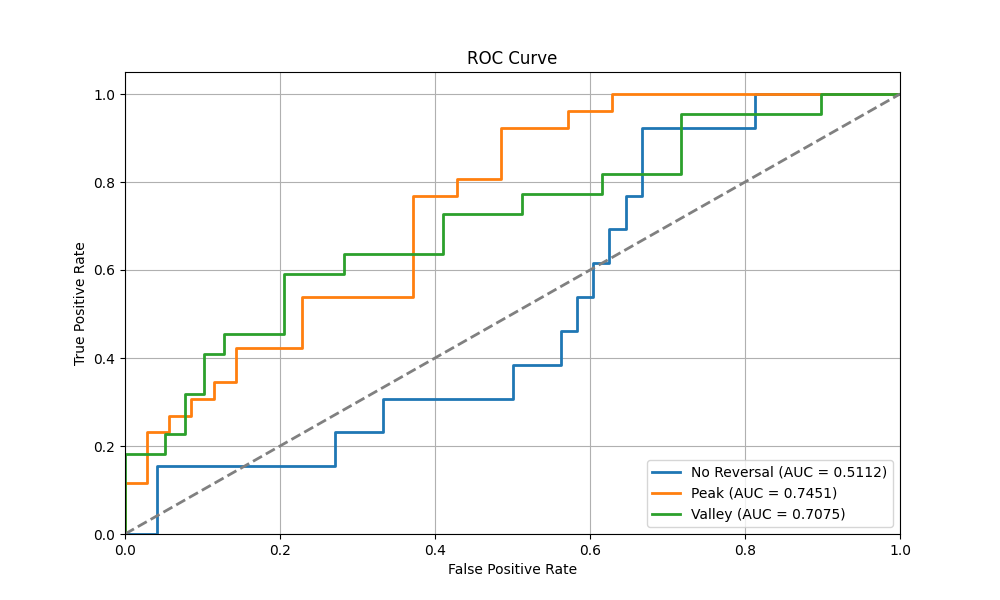 ROC Curve
True Positive Rate
1.0
0.8
0.6
0.4
0.2
0.0
0.0 0.2 0.4 0.6 0.8 1.0
False Positive Rate
No Reversal (AUC = 0.5112)
Peak (AUC = 0.7451)
Valley (AUC = 0.7075)